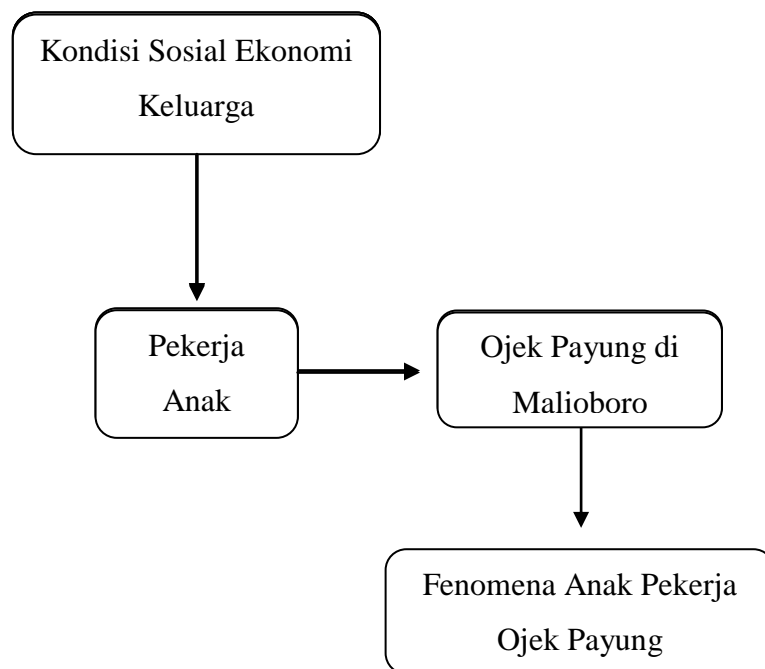 Kondisi Sosial Ekonomi
Keluarga
Pekerja
Anak
Ojek Payung di
Malioboro
Fenomena Anak Pekerja
Ojek Payung